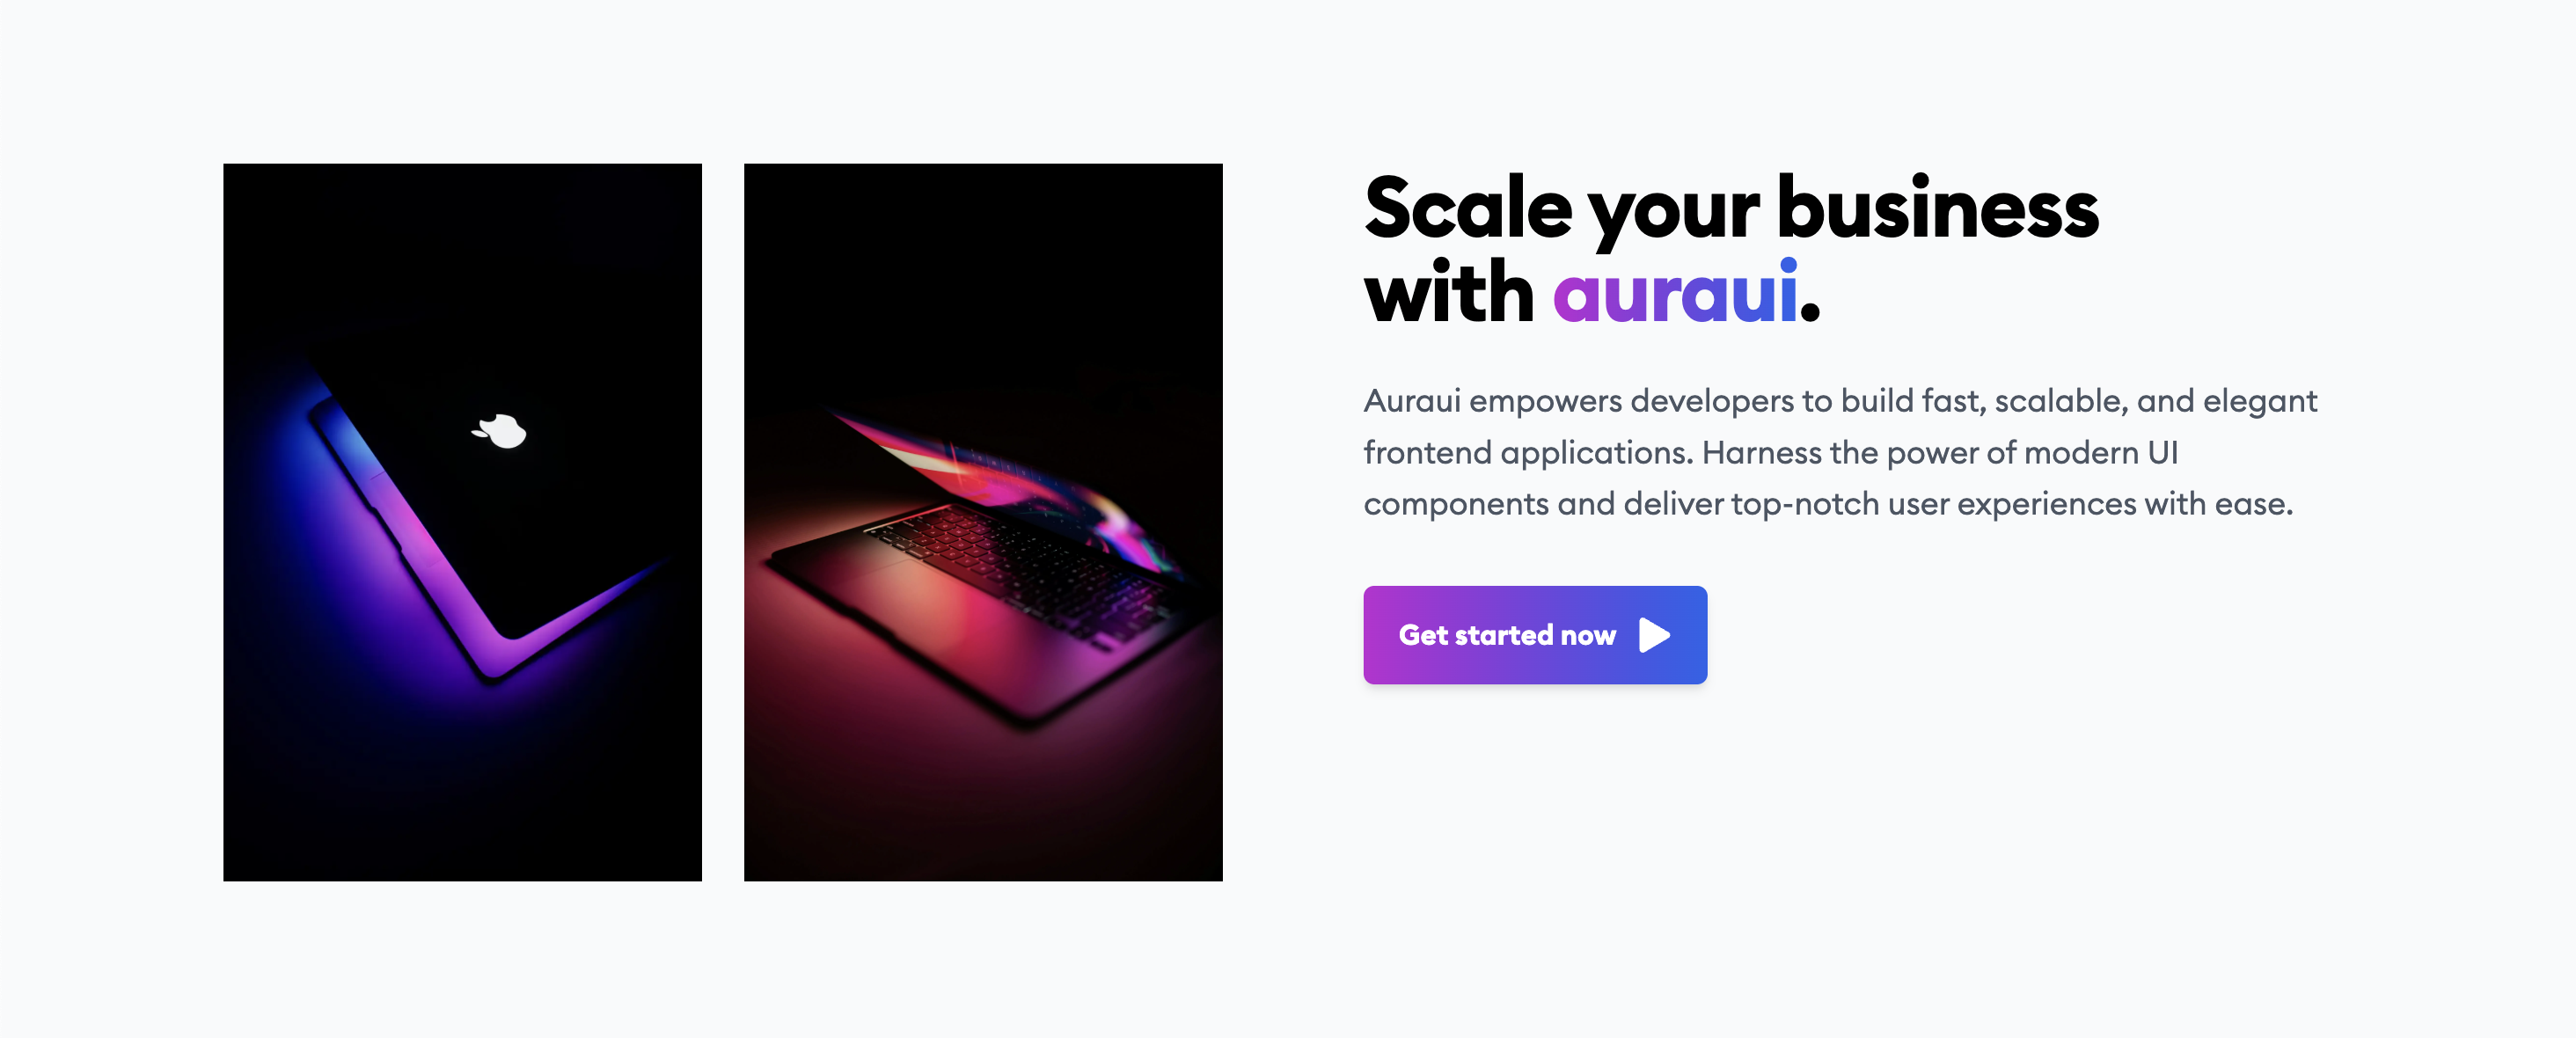 Scale your business
with auraui.
Auraui empowers developers to build fast, scalable, and elegant
frontend applications. Harness the power of modern UI
components and deliver top-notch user experiences with ease.
Get started now